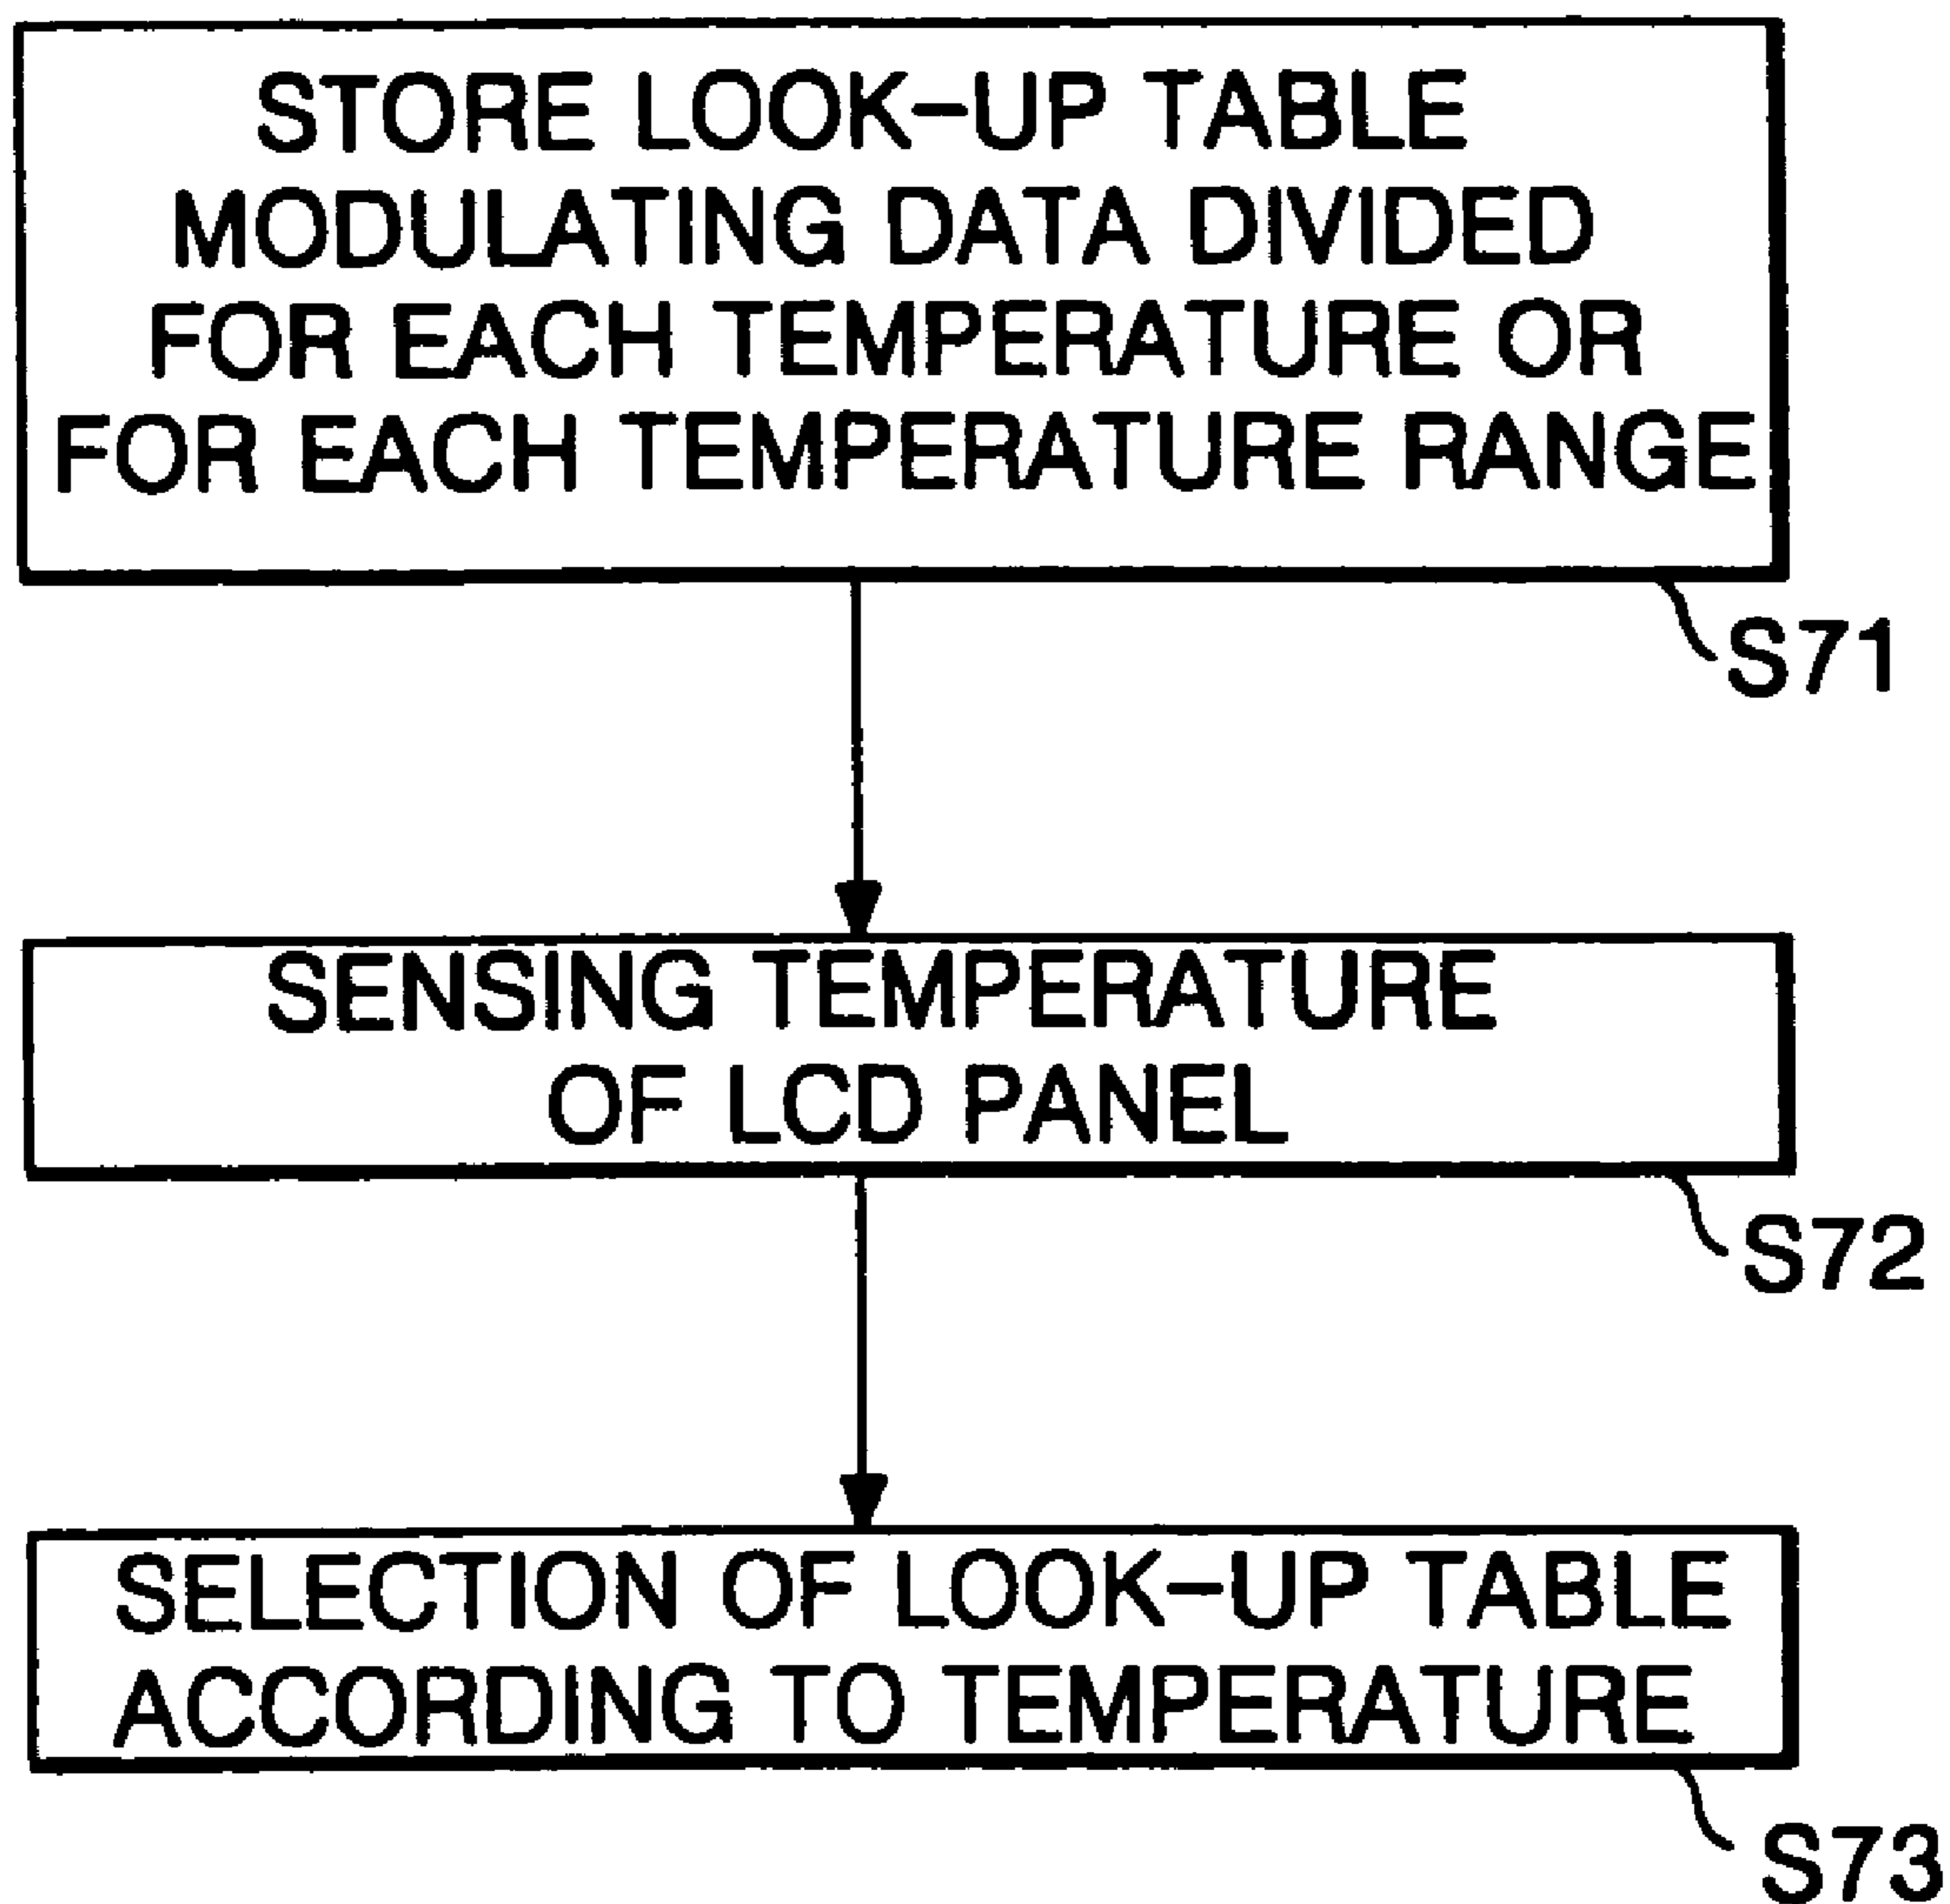 STORE LOOK-UP TABLE
MODULATING DATA DIVIDED
FOR EACH TEMPERATURE OR
FOR EACH TEMPERATURE RANGE
S71
SENSING TEMPERATURE
OF LCD PANEL
S72
SELECTION OF LOOK-UP TABLE
ACCORDING TO TEMPERATURE
S73